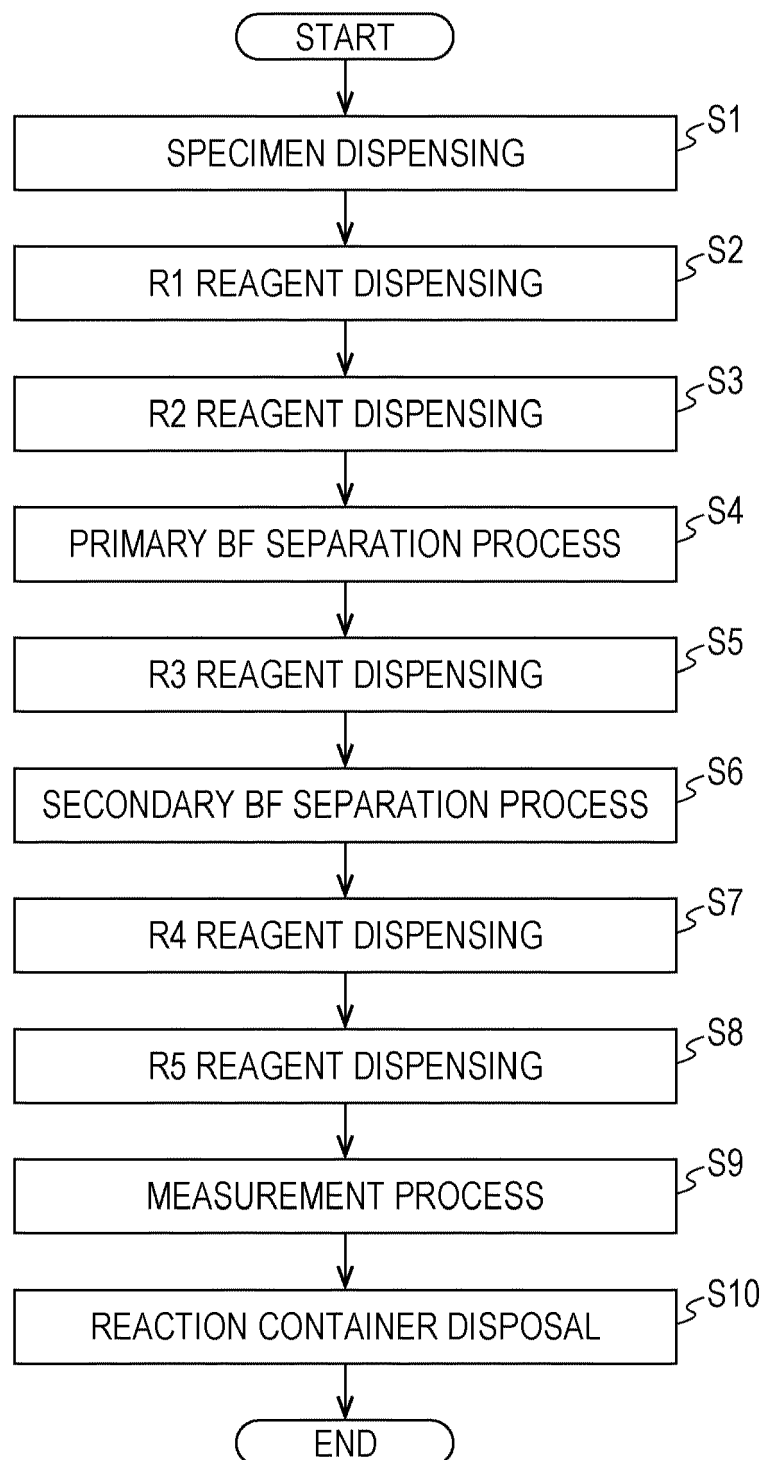 START
S1
SPECIMEN DISPENSING
S2
R1 REAGENT DISPENSING
S3
R2 REAGENT DISPENSING
S4
PRIMARY BF SEPARATION PROCESS
S5
R3 REAGENT DISPENSING
S6
SECONDARY BF SEPARATION PROCESS
S7
R4 REAGENT DISPENSING
S8
R5 REAGENT DISPENSING
S9
MEASUREMENT PROCESS
S10
REACTION CONTAINER DISPOSAL
END